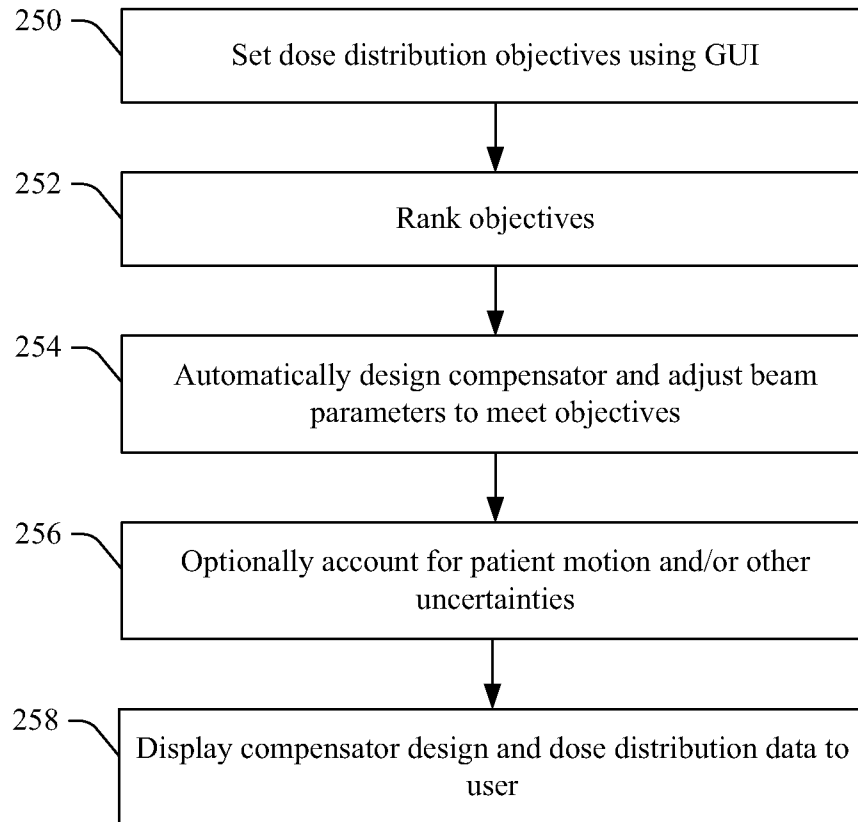 250
Set dose distribution objectives using GUI
252
Rank objectives
254
Automatically design compensator and adjust beam
parameters to meet objectives
256
Optionally account for patient motion and/or other
uncertainties
258
Display compensator design and dose distribution data to
user